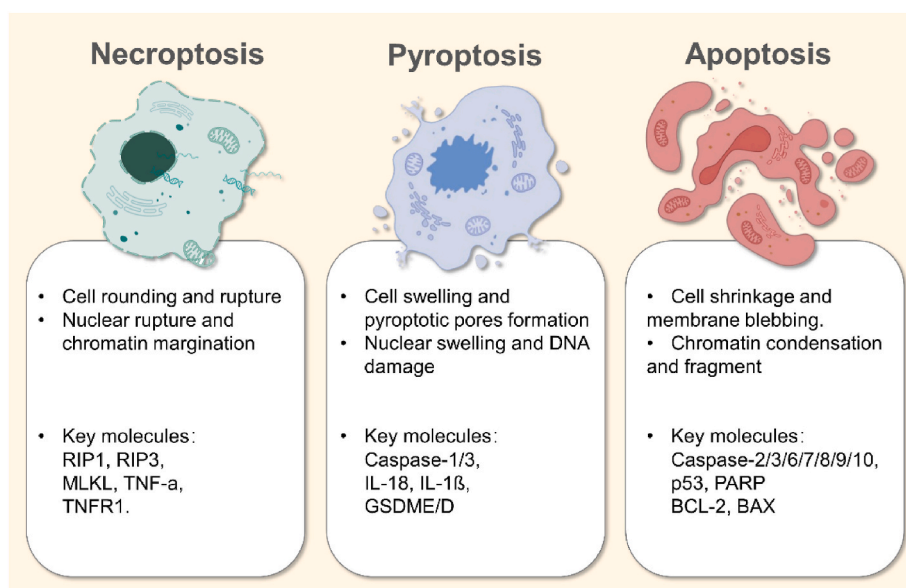 Necroptosis
• Cell rounding and rupture
• Nuclear rupture and
chromatin margination
• Key molecules:
RIP1, RIP3,
MLKL, TNF-a,
TNFR1.
Pyroptosis
• Cell swelling and
pyroptotic pores formation
• Nuclear swelling and DNA
damage
• Key molecules:
Caspase-1/3,
IL-18, IL-1ß,
GSDME/D
Apoptosis
• Cell shrinkage and
membrane blebbing.
• Chromatin condensation
and fragment
• Key molecules:
Caspase-2/3/6/7/8/9/10,
p53, PARP
BCL-2, BAX